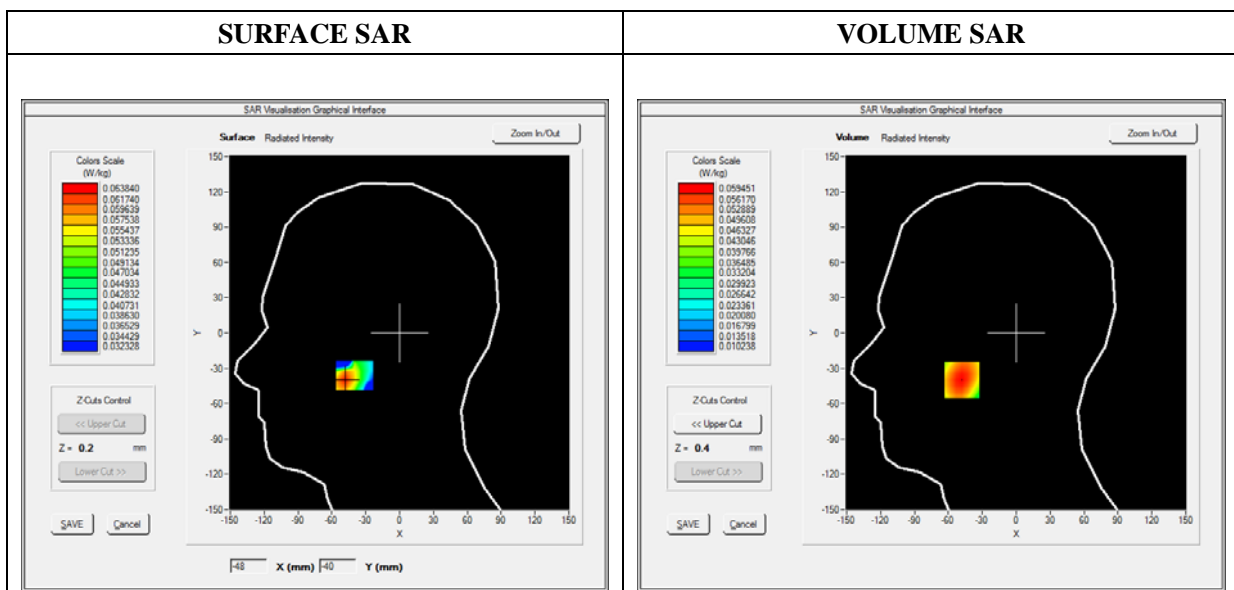 SURFACE SAR
VOLUME SAR
SAR Visualisation Graphical Interface
Surface Radiated Intensity
Zoom In/Out
Colors Scale
(W/kg)
0.063840
0.061740
0.059639
0.057538
0.055437
0.053336
0.051235
0.049134
0.047034
0.044933
0.042832
0.040731
0.038630
0.036529
0.034429
0.032328
150
120
90
60
30
0
-30
-60
-90
-120
-150
Y
-150 -120 -90 -60 -30 0 30 60 90 120 150
X
Z-Cuts Control
<< Upper Cut
Z = 0.2 mm
Lower Cut >>
SAVE Cancel
-48 X (mm) -40 Y (mm)
SAR Visualisation Graphical Interface
Volume Radiated Intensity
Zoom In/Out
Colors Scale
(W/kg)
0.059451
0.056170
0.052889
0.049608
0.046327
0.043046
0.039766
0.036485
0.033204
0.029923
0.026642
0.023361
0.020080
0.016799
0.013518
0.010238
150
120
90
60
30
0
-30
-60
-90
-120
-150
Y
-150 -120 -90 -60 -30 0 30 60 90 120 150
X
Z-Cuts Control
<< Upper Cut
Z = 0.4 mm
Lower Cut >>
SAVE Cancel